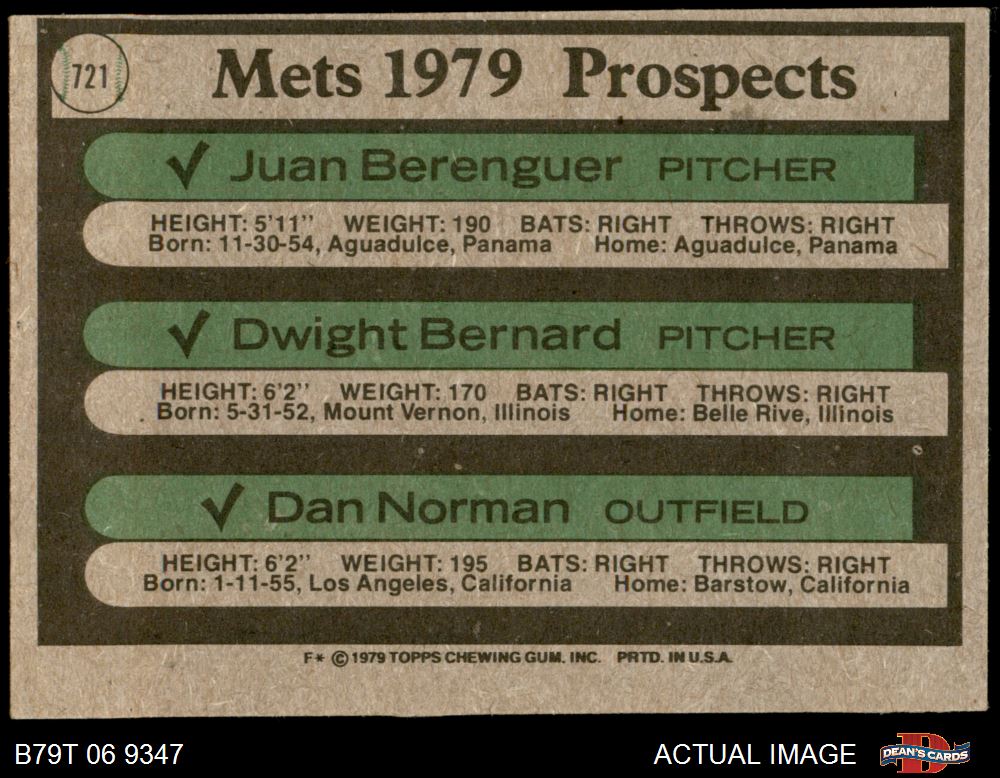 721
Mets 1979 Prospects
✓ Juan Berenguer PITCHER
HEIGHT: 5'11" WEIGHT: 190 BATS: RIGHT THROWS: RIGHT
Born: 11-30-54, Aguadulce, Panama Home: Aguadulce, Panama
✓ Dwight Bernard PITCHER
HEIGHT: 6'2" WEIGHT: 170 BATS: RIGHT THROWS: RIGHT
Born: 5-31-52, Mount Vernon, Illinois Home: Belle Rive, Illinois
✓ Dan Norman OUTFIELD
HEIGHT: 6'2" WEIGHT: 195 BATS: RIGHT THROWS: RIGHT
Born: 1-11-55, Los Angeles, California Home: Barstow, California
F* © 1979 TOPPS CHEWING GUM, INC. PRTD. IN U.S.A.
B79T 06 9347 ACTUAL IMAGE DEAN'S CARDS